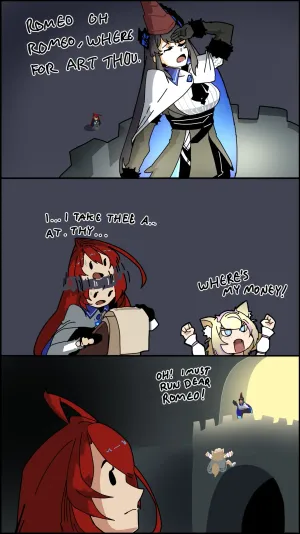 ROMEO OH
ROMEO, WHERE
FOR ART THOU.
I... I TAKE THEE A..
AT. THY...
WHERE'S
MY MONEY!
OH! I MUST
RUN DEAR
ROMEO!